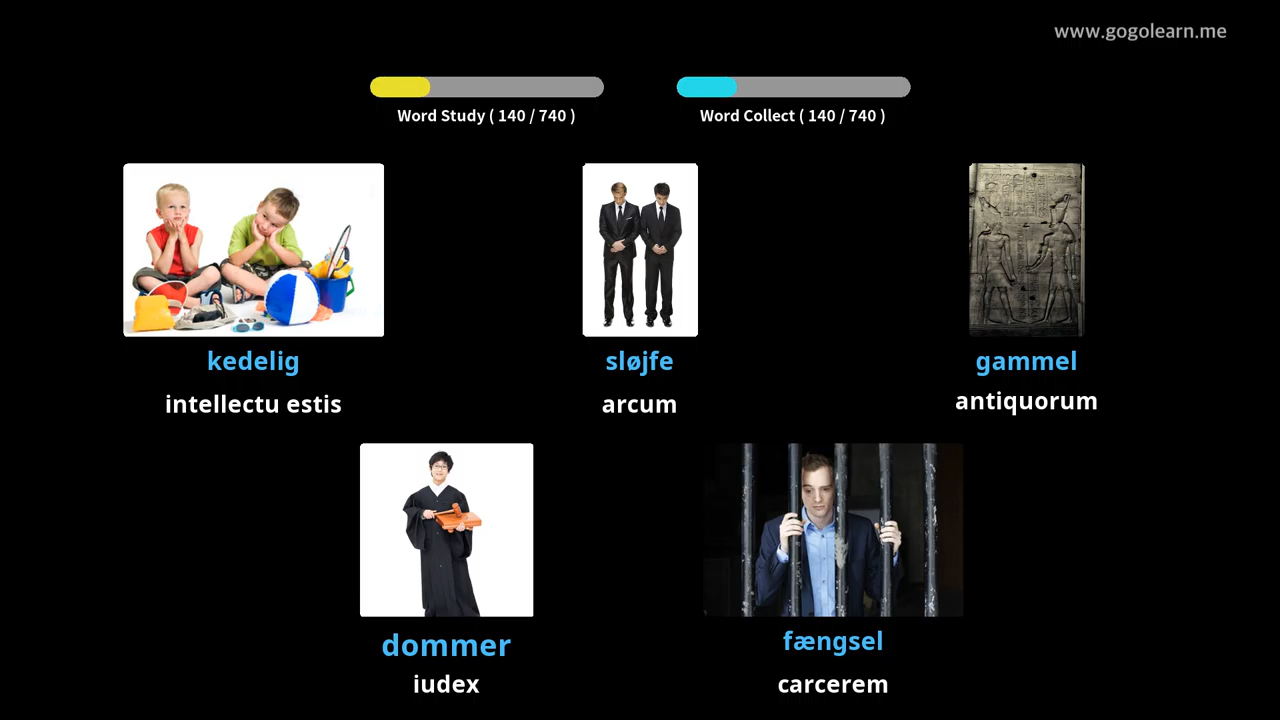 www.gogolearn.me
Word Study ( 140 / 740 )
Word Collect ( 140 / 740 )
kedelig
intellectu estis
sløjfe
arcum
gammel
antiquorum
dommer
iudex
fængsel
carcerem